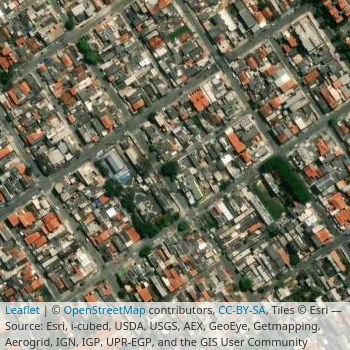 Leaflet | © OpenStreetMap contributors, CC-BY-SA, Tiles © Esri —
Source: Esri, i-cubed, USDA, USGS, AEX, GeoEye, Getmapping,
Aerogrid, IGN, IGP, UPR-EGP, and the GIS User Community